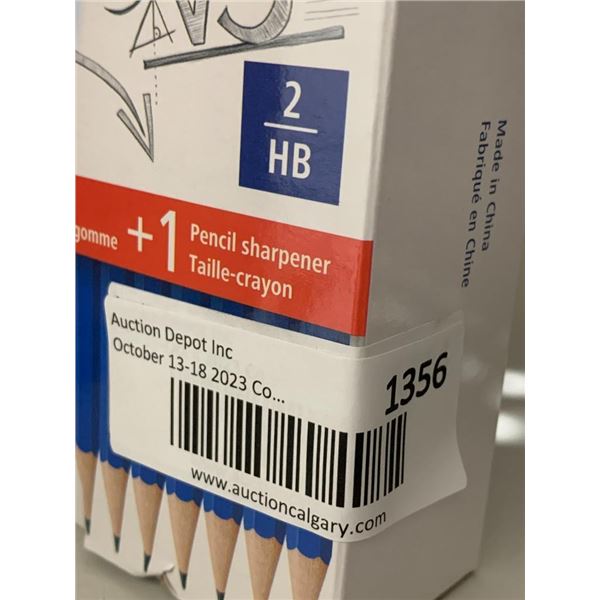 2
HB
gomme +1 Pencil sharpener
Taille-crayon
Made in China
Fabriqué en Chine
Auction Depot Inc
October 13-18 2023 Co...
1356
www.auctioncalgary.com